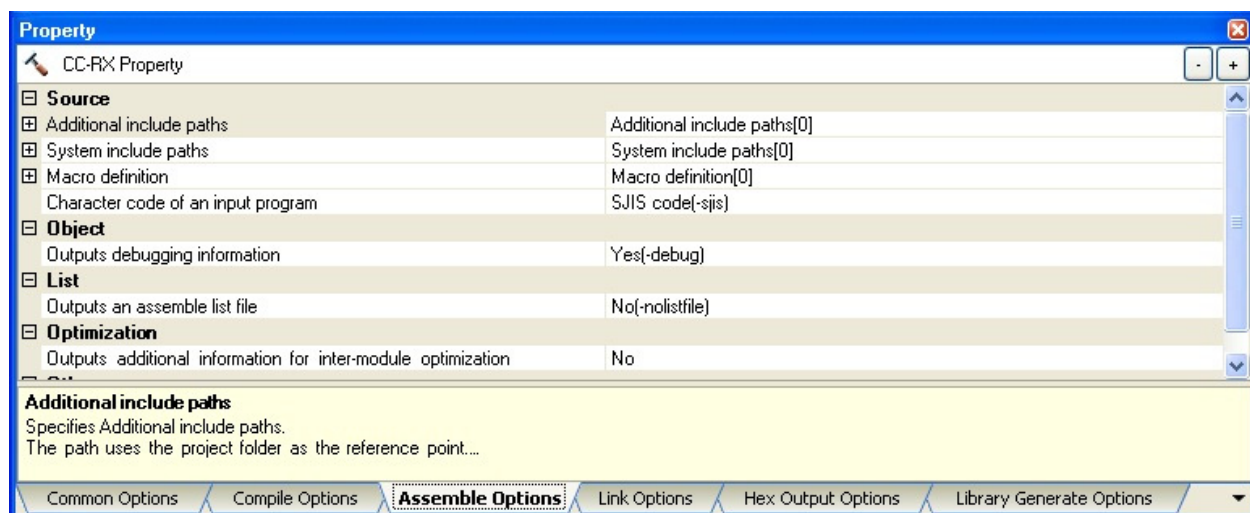 Property
CC-RX Property
- +
Source
Additional include paths Additional include paths[0]
System include paths System include paths[0]
Macro definition Macro definition[0]
Character code of an input program SJIS code(-sjis)
Object
Outputs debugging information Yes(-debug)
List
Outputs an assemble list file No(-nolistfile)
Optimization
Outputs additional information for inter-module optimization No
Additional include paths
Specifies Additional include paths.
The path uses the project folder as the reference point....
Common Options Compile Options Assemble Options Link Options Hex Output Options Library Generate Options